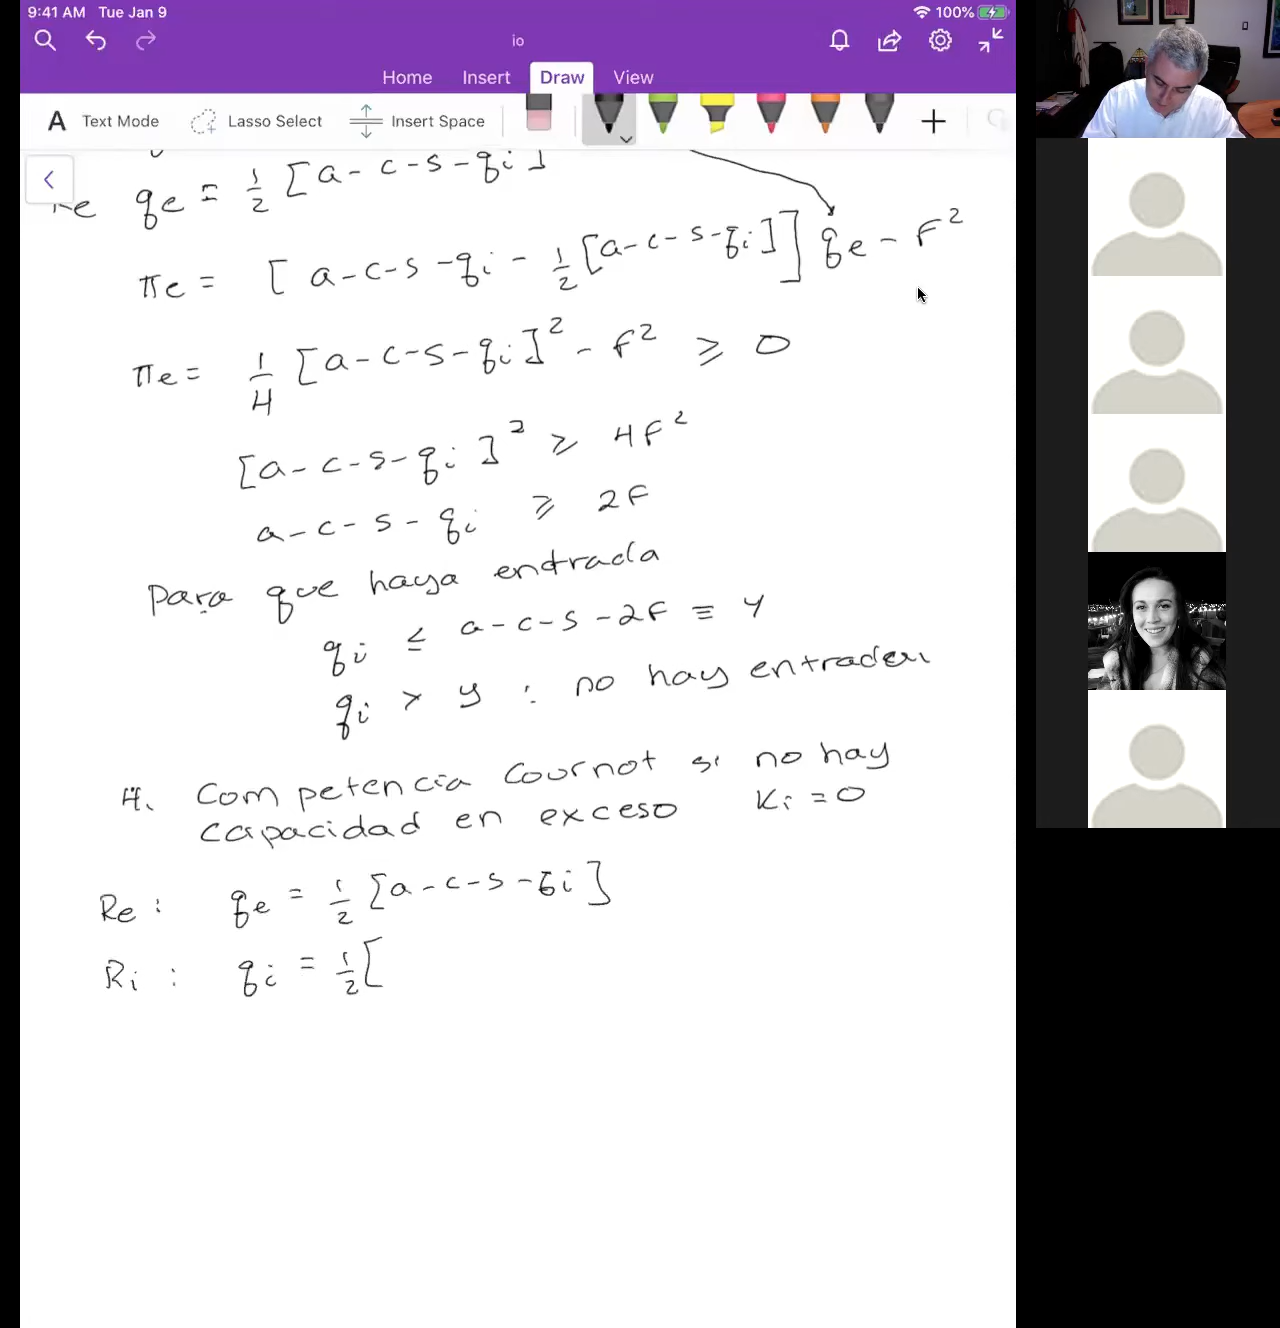 9:41 AM Tue Jan 9 100%
io
Home Insert Draw View
A Text Mode Lasso Select Insert Space
Re qe = 1/2 [a-c-s-qi]
πe = [a-c-s-qi - 1/2 [a-c-s-qi]] qe - F²
πe = 1/4 [a-c-s-qi]² - F² ≥ 0
[a-c-s-qi]² ≥ 4F²
a-c-s-qi ≥ 2F
Para que haya entrada
qi ≤ a-c-s-2F ≡ Y
qi > y : no hay entrada
4. Competencia Cournot si no hay
capacidad en exceso Ki = 0
Re : qe = 1/2 [a-c-s-qi]
Ri : qi = 1/2 [